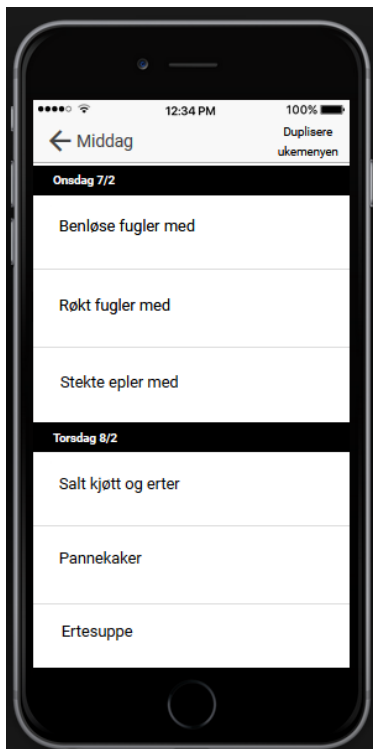 12:34 PM
100%
Middag
Duplisere
ukemenyen
Onsdag 7/2
Benløse fugler med
Røkt fugler med
Stekte epler med
Torsdag 8/2
Salt kjøtt og erter
Pannekaker
Ertesuppe